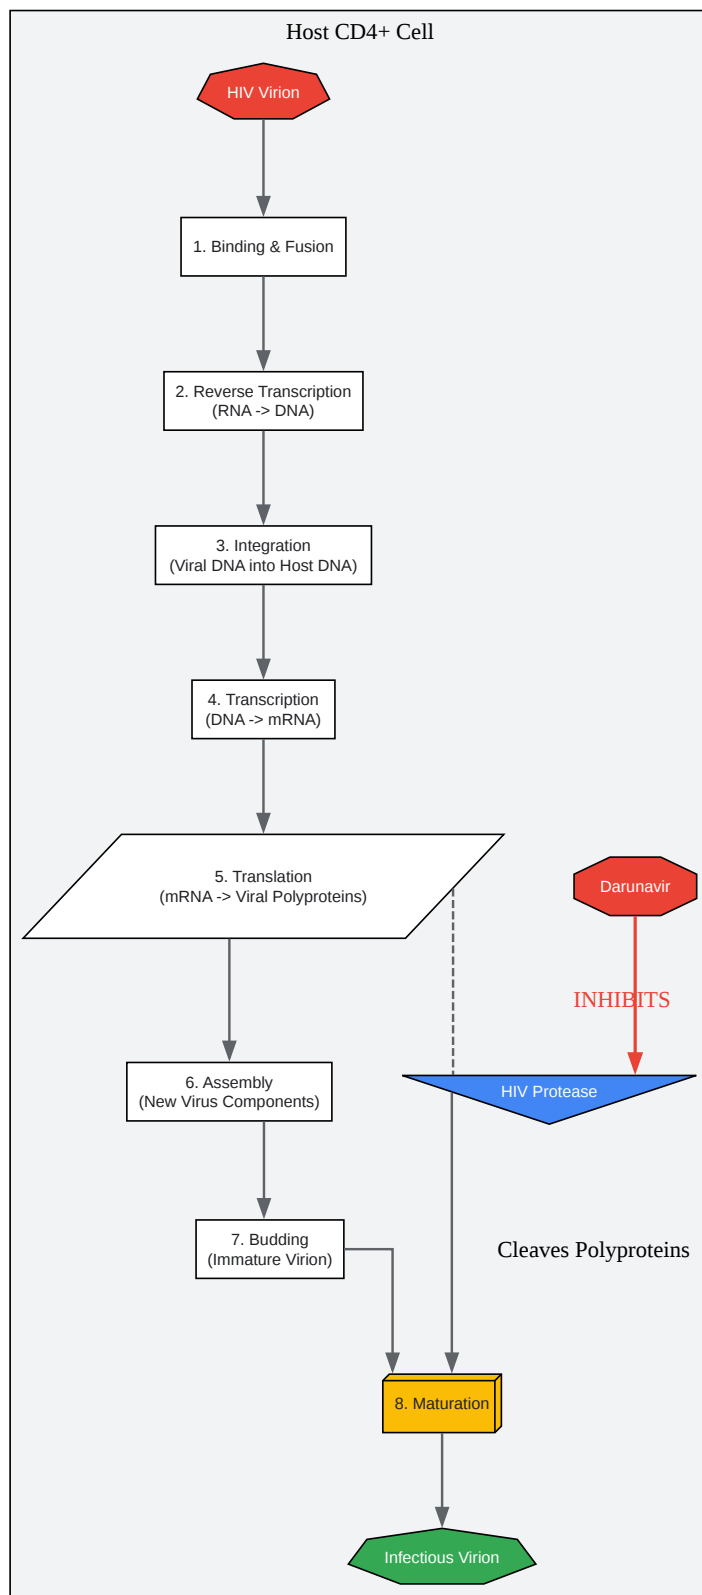 Host CD4+ Cell
HIV Virion
1. Binding & Fusion
2. Reverse Transcription
(RNA -> DNA)
3. Integration
(Viral DNA into Host DNA)
4. Transcription
(DNA -> mRNA)
5. Translation
(mRNA -> Viral Polyproteins)
Darunavir
INHIBITS
6. Assembly
(New Virus Components)
HIV Protease
7. Budding
(Immature Virion)
Cleaves Polyproteins
8. Maturation
Infectious Virion